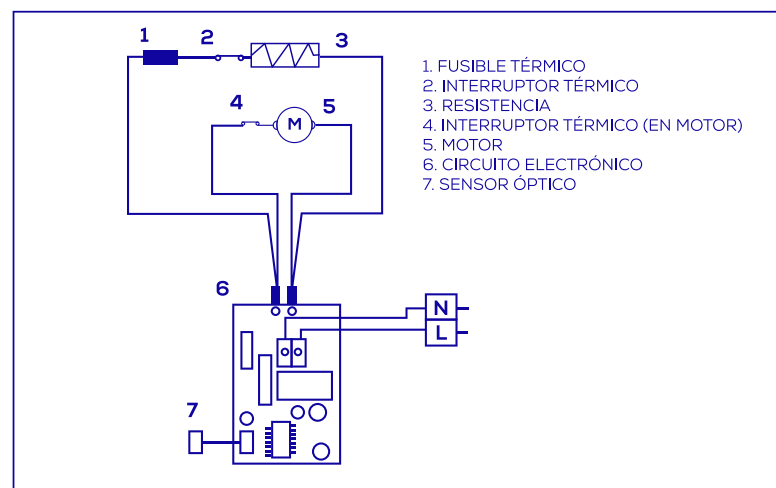 1
2
3
4
5
M
6
7
N
L
1. FUSIBLE TÉRMICO
2. INTERRUPTOR TÉRMICO
3. RESISTENCIA
4. INTERRUPTOR TÉRMICO (EN MOTOR)
5. MOTOR
6. CIRCUITO ELECTRÓNICO
7. SENSOR ÓPTICO